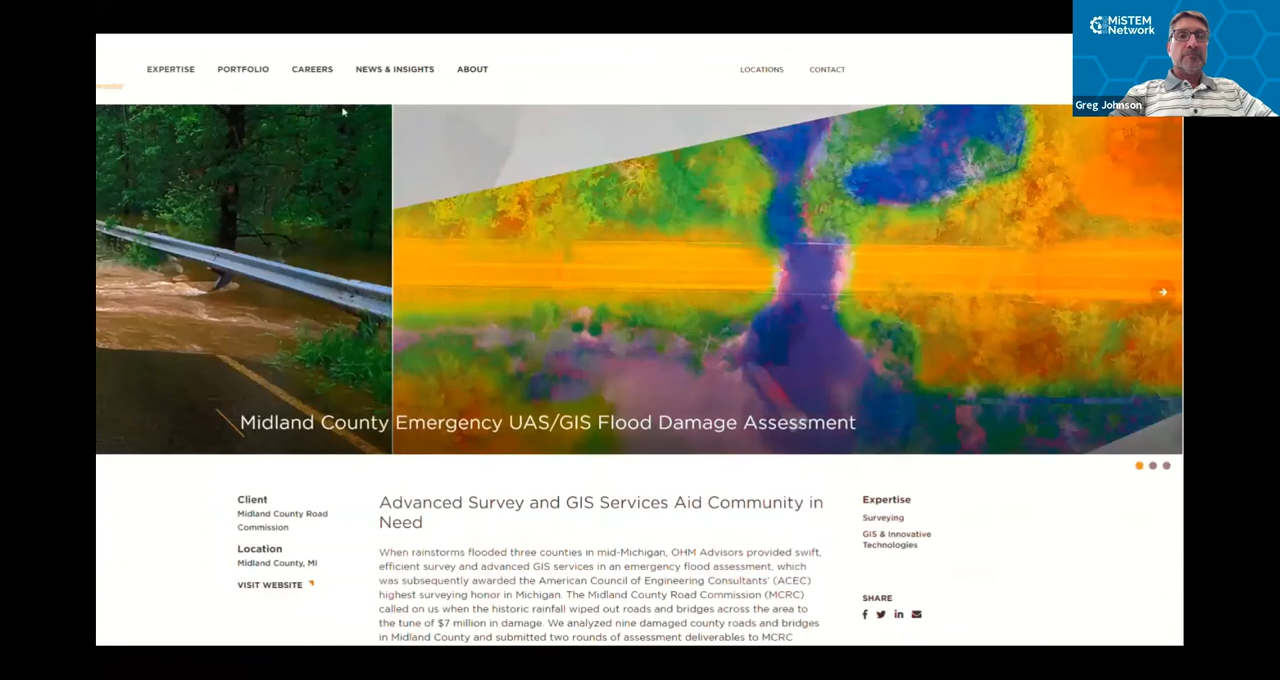 MiSTEM
Network
Greg Johnson
EXPERTISE PORTFOLIO CAREERS NEWS & INSIGHTS ABOUT LOCATIONS CONTACT
Midland County Emergency UAS/GIS Flood Damage Assessment
Client
Midland County Road
Commission
Location
Midland County, MI
VISIT WEBSITE
Advanced Survey and GIS Services Aid Community in
Need
When rainstorms flooded three counties in mid-Michigan, OHM Advisors provided swift,
efficient survey and advanced GIS services in an emergency flood assessment, which
was subsequently awarded the American Council of Engineering Consultants' (ACEC)
highest surveying honor in Michigan. The Midland County Road Commission (MCRC)
called on us when the historic rainfall wiped out roads and bridges across the area to
the tune of $7 million in damage. We analyzed nine damaged county roads and bridges
in Midland County and submitted two rounds of assessment deliverables to MCRC
Expertise
Surveying
GIS & Innovative
Technologies
SHARE